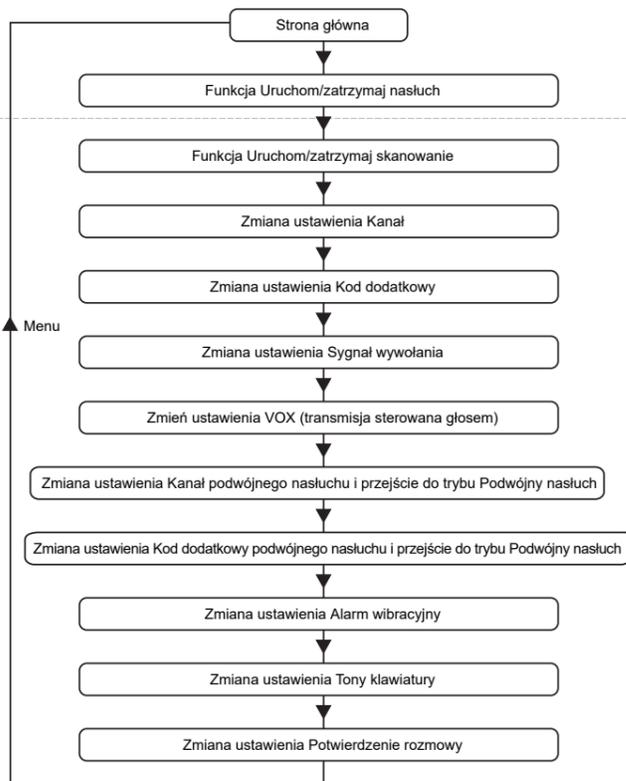 Strona główna
Funkcja Uruchom/zatrzymaj nasłuch
Funkcja Uruchom/zatrzymaj skanowanie
Zmiana ustawienia Kanał
Zmiana ustawienia Kod dodatkowy
Menu
Zmiana ustawienia Sygnał wywołania
Zmień ustawienia VOX (transmisja sterowana głosem)
Zmiana ustawienia Kanał podwójnego nasłuchu i przejście do trybu Podwójny nasłuch
Zmiana ustawienia Kod dodatkowy podwójnego nasłuchu i przejście do trybu Podwójny nasłuch
Zmiana ustawienia Alarm wibracyjny
Zmiana ustawienia Tony klawiatury
Zmiana ustawienia Potwierdzenie rozmowy